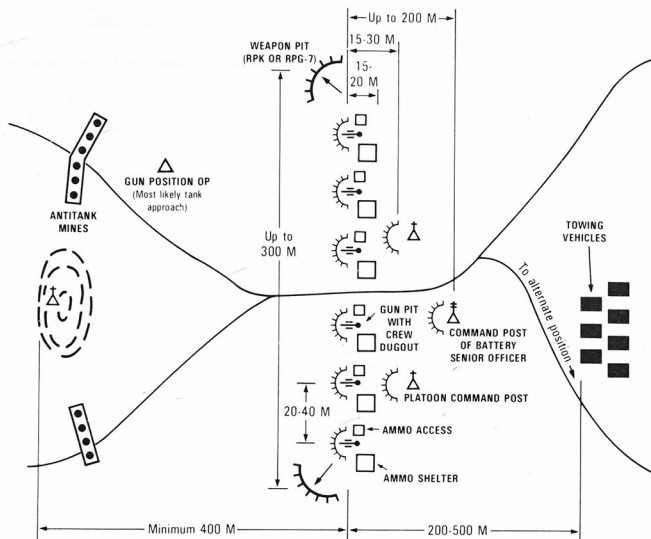 Up to 200 M
15-30 M
WEAPON PIT
(RPK OR RPG-7)
15-
20 M
GUN POSITION OP
(Most likely tank
approach)
ANTITANK
MINES
Up to
300 M
TOWING
VEHICLES
To alternate position
GUN PIT
WITH
CREW
DUGOUT
COMMAND POST
OF BATTERY
SENIOR OFFICER
PLATOON COMMAND POST
20-40 M
AMMO ACCESS
AMMO SHELTER
Minimum 400 M
200-500 M